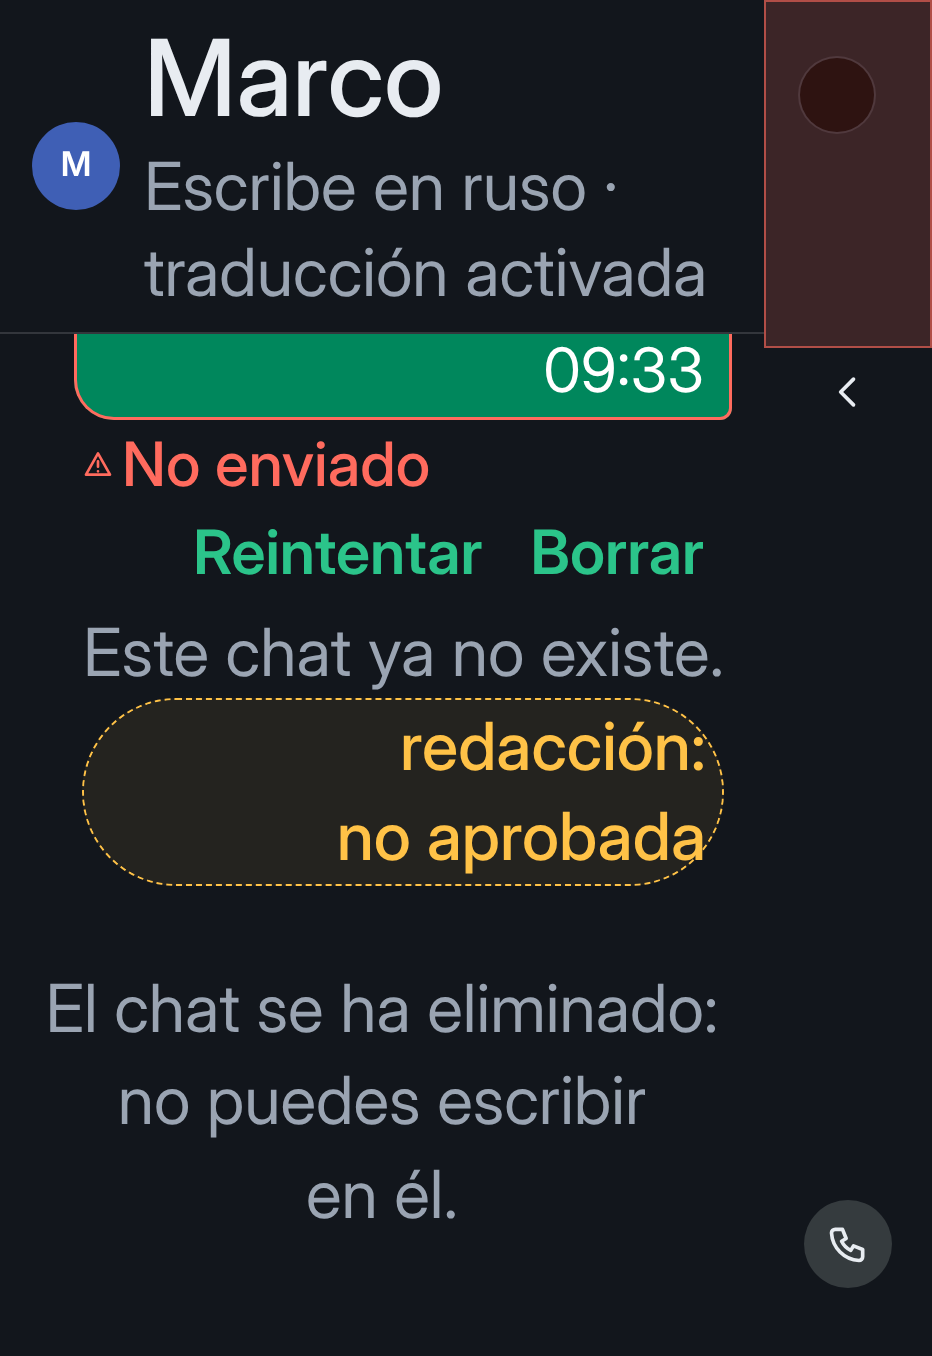 Marco
M
Escribe en ruso ·
traducción activada
09:33
No enviado
Reintentar Borrar
Este chat ya no existe.
redacción:
no aprobada
El chat se ha eliminado:
no puedes escribir
en él.